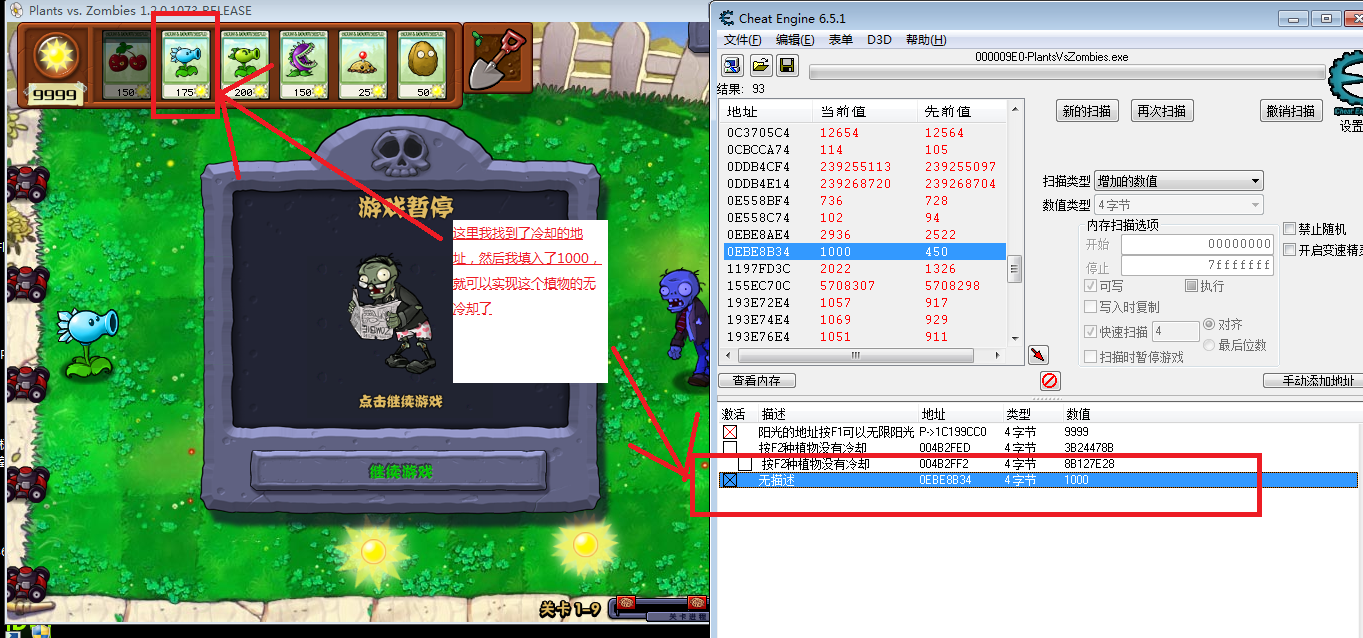 Plants vs. Zombies 1.2.0.1073 RELEASE
9999
150
175
200
150
25
50
游戏暂停
这里我找到了冷却的地
址，然后我填入了1000，
就可以实现这个植物的无
冷却了
点击继续游戏
继续游戏
关卡 1-9
Cheat Engine 6.5.1
文件(F) 编辑(E) 表单 D3D 帮助(H)
000009E0-PlantsVsZombies.exe
结果: 93
地址 当前值 先前值
0C3705C4 12654 12564
0CBCCA74 114 105
0DDB4CF4 239255113 239255097
0DDB4E14 239268720 239268704
0E558BF4 736 728
0E558C74 102 94
0EBE8AE4 2936 2522
0EBE8B34 1000 450
1197FD3C 2022 1326
155EC70C 5708307 5708298
193E72E4 1057 917
193E74E4 1069 929
193E76E4 1051 911
新的扫描 再次扫描 撤销扫描
设置
扫描类型 增加的数值
数值类型 4 字节
内存扫描选项
开始 00000000
停止 7fffffff
可写 执行
写入时复制
快速扫描 4 对齐
最后位数
扫描时暂停游戏
禁止随机
开启变速精灵
查看内存
手动添加地址
激活 描述 地址 类型 数值
阳光的地址按F1可以无限阳光 P->1C199CC0 4 字节 9999
按F2种植物没有冷却 004B2FED 4 字节 3B24478B
按F2种植物没有冷却 004B2FF2 4 字节 8B127E28
无描述 0EBE8B34 4 字节 1000